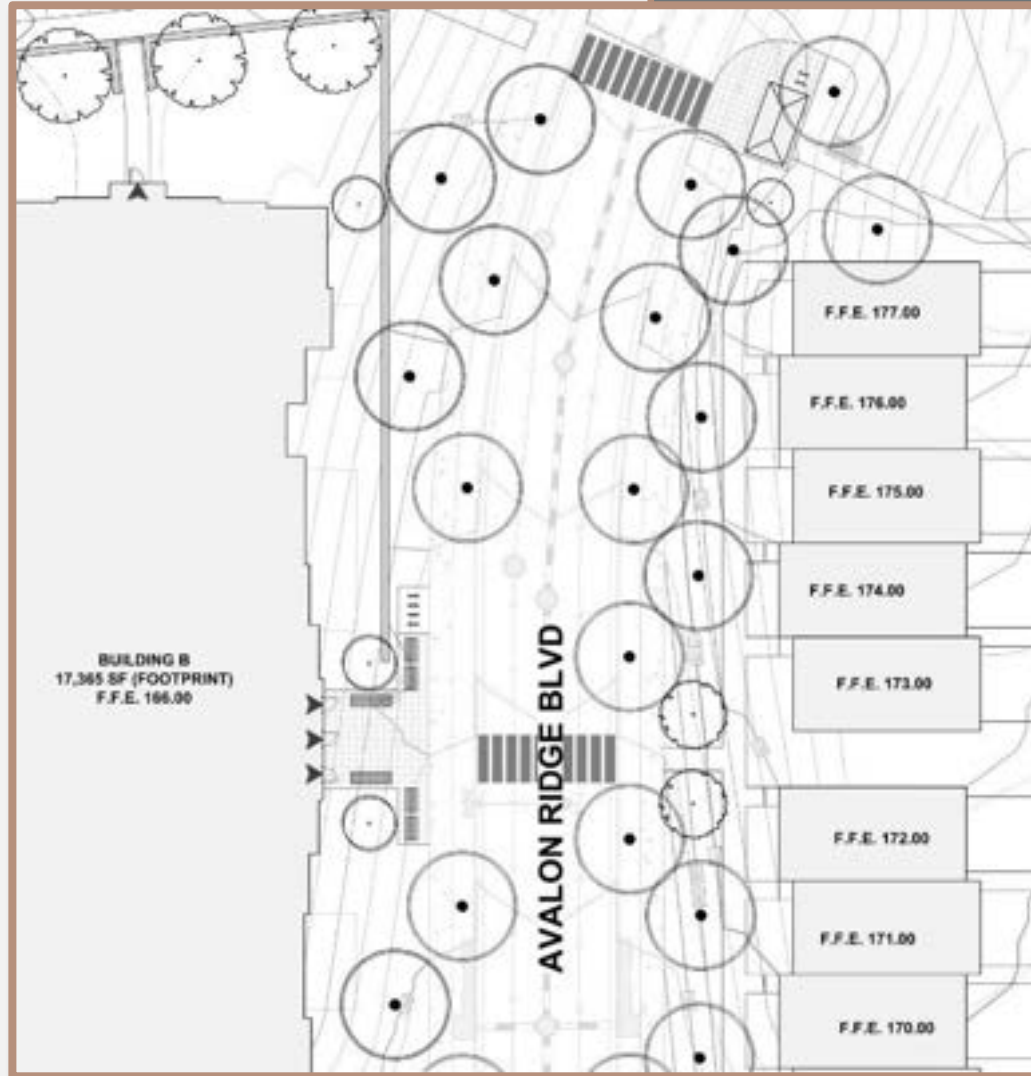 F.F.E. 177.00
F.F.E. 176.00
F.F.E. 175.00
F.F.E. 174.00
BUILDING B
17,365 SF (FOOTPRINT)
F.F.E. 166.00
F.F.E. 173.00
AVALON RIDGE BLVD
F.F.E. 172.00
F.F.E. 171.00
F.F.E. 170.00